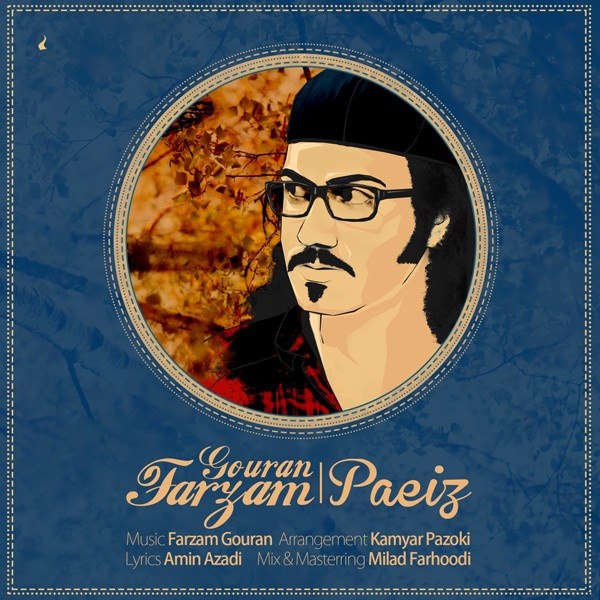 Gouran
Farzam | Paeiz
Music Farzam Gouran Arrangement Kamyar Pazoki
Lyrics Amin Azadi Mix & Masterring Milad Farhoodi